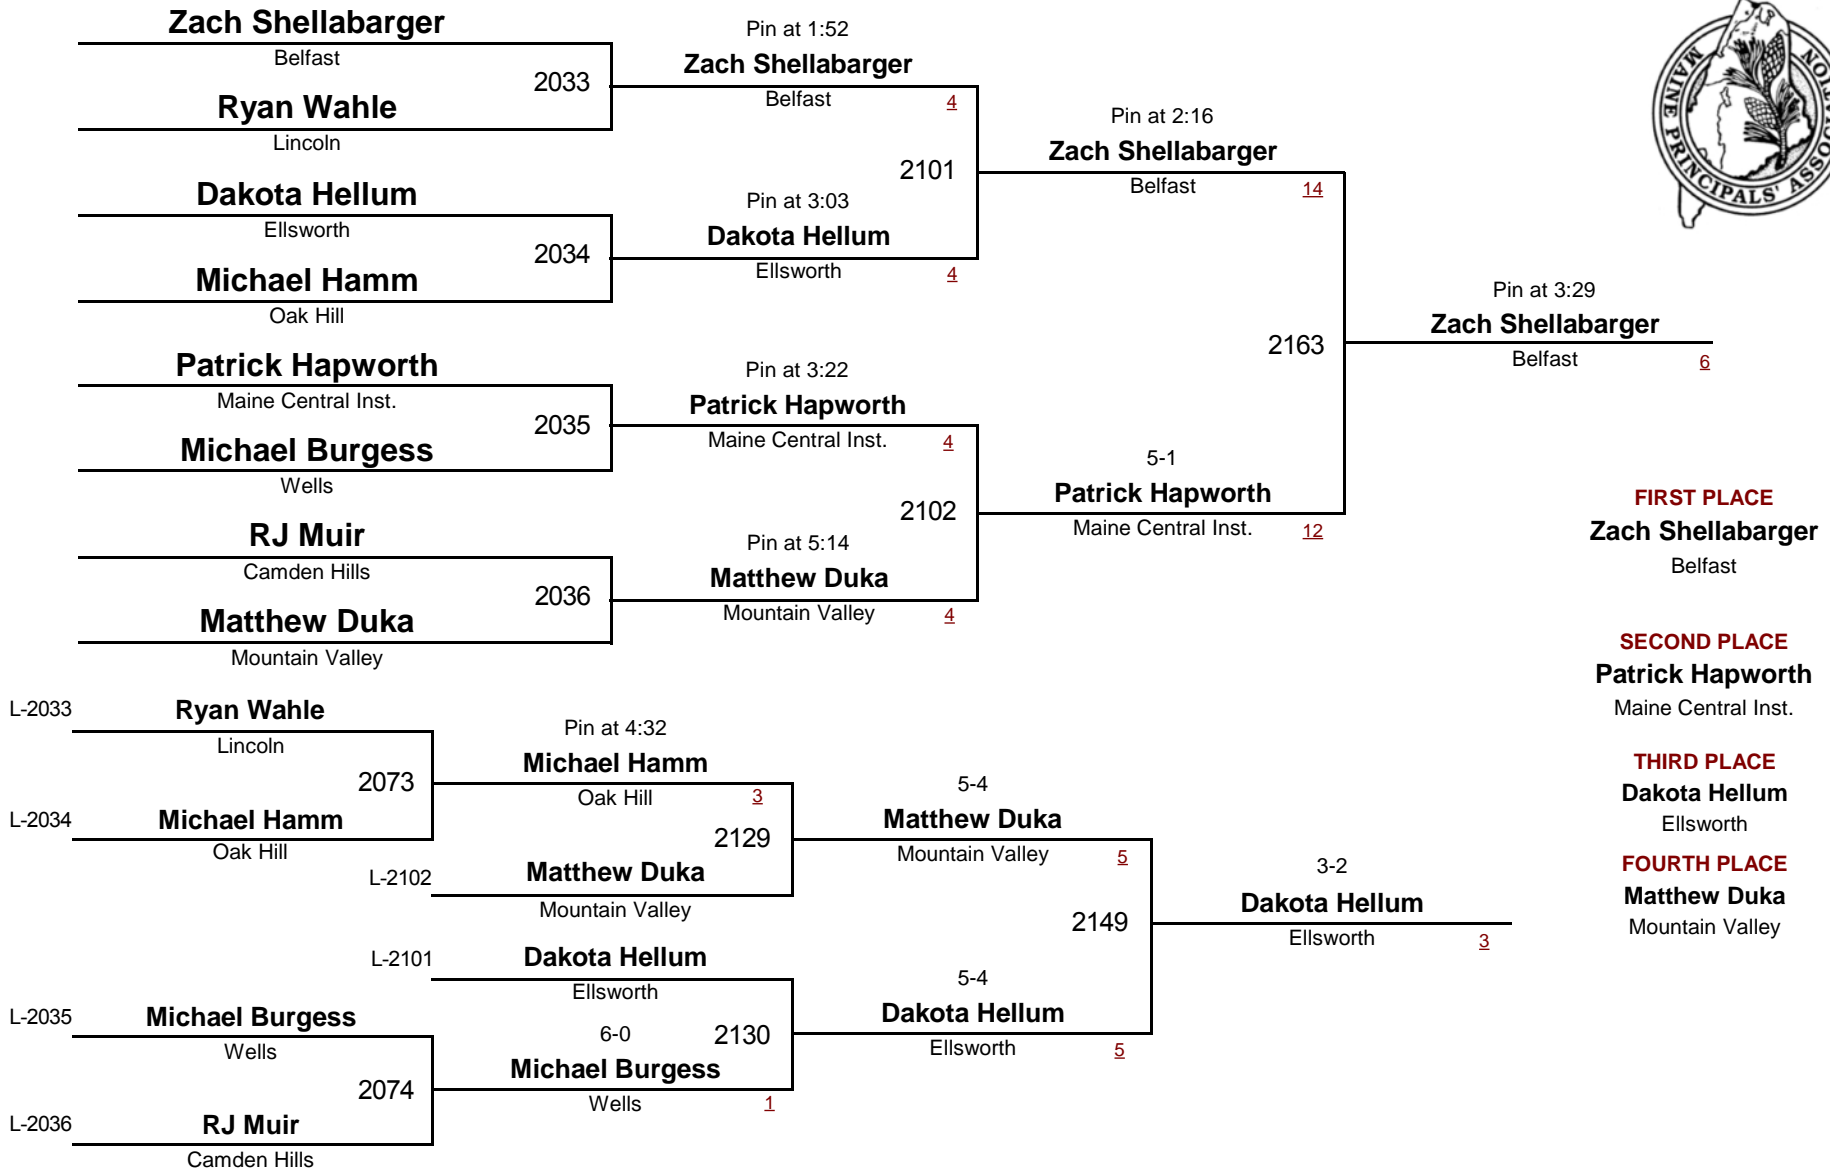 Zach Shellabarger
Belfast
2033
Ryan Wahle
Lincoln
Dakota Hellum
Ellsworth
2034
Michael Hamm
Oak Hill
Patrick Hapworth
Maine Central Inst.
2035
Michael Burgess
Wells
RJ Muir
Camden Hills
2036
Matthew Duka
Mountain Valley
Pin at 1:52
Zach Shellabarger
Belfast
4
2101
Pin at 3:03
Dakota Hellum
Ellsworth
4
Pin at 3:22
Patrick Hapworth
Maine Central Inst.
4
2102
Pin at 5:14
Matthew Duka
Mountain Valley
4
Pin at 2:16
Zach Shellabarger
Belfast
14
2163
5-1
Patrick Hapworth
Maine Central Inst.
12
Pin at 3:29
Zach Shellabarger
Belfast
6
MAINE PRINCIPALS' ASSOCIATION
FIRST PLACE
Zach Shellabarger
Belfast
SECOND PLACE
Patrick Hapworth
Maine Central Inst.
THIRD PLACE
Dakota Hellum
Ellsworth
FOURTH PLACE
Matthew Duka
Mountain Valley
L-2033
Ryan Wahle
Lincoln
2073
L-2034
Michael Hamm
Oak Hill
Pin at 4:32
Michael Hamm
Oak Hill
3
2129
L-2102
Matthew Duka
Mountain Valley
L-2101
Dakota Hellum
Ellsworth
2130
L-2035
Michael Burgess
Wells
2074
L-2036
RJ Muir
Camden Hills
6-0
Michael Burgess
Wells
1
5-4
Matthew Duka
Mountain Valley
5
2149
5-4
Dakota Hellum
Ellsworth
5
3-2
Dakota Hellum
Ellsworth
3